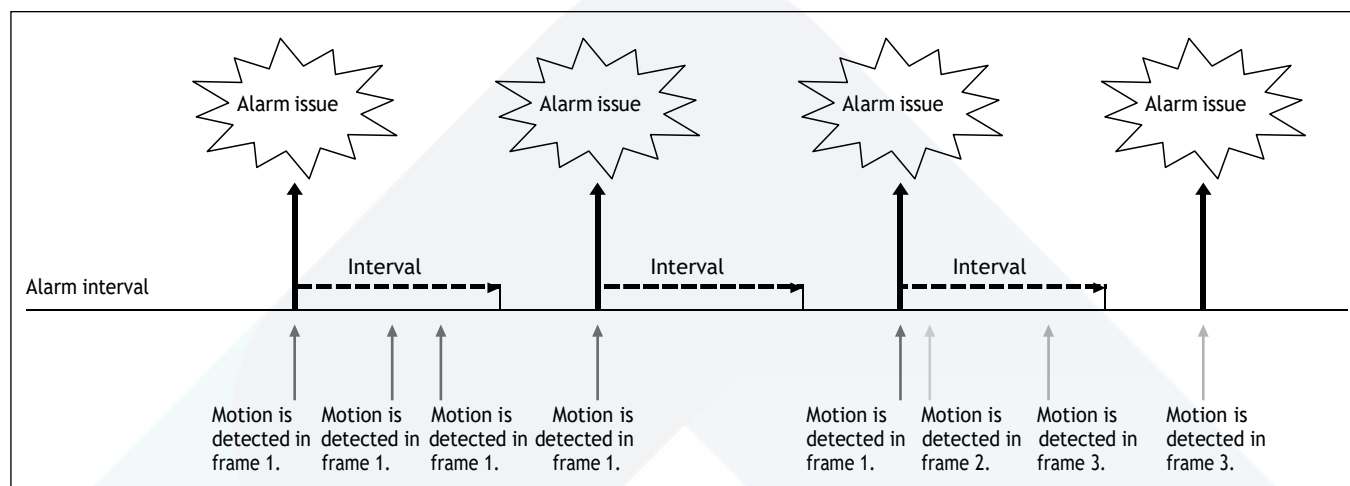 Alarm issue
Alarm issue
Alarm issue
Alarm issue
Interval
Interval
Interval
Alarm interval
Motion is
detected in
frame 1.
Motion is
detected in
frame 1.
Motion is
detected in
frame 1.
Motion is
detected in
frame 1.
Motion is
detected in
frame 1.
Motion is
detected in
frame 2.
Motion is
detected in
frame 3.
Motion is
detected in
frame 3.